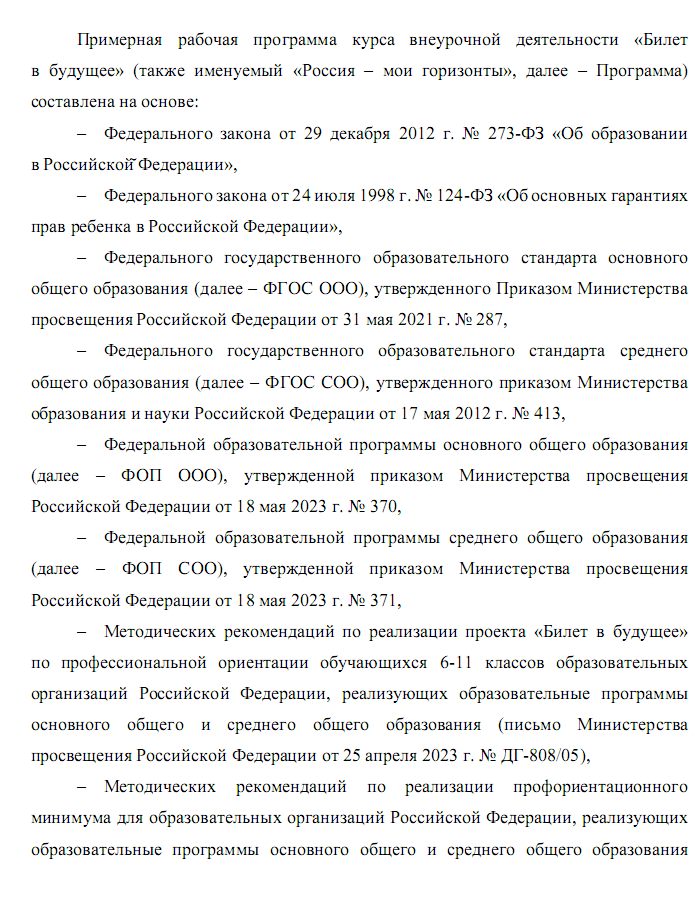 Примерная рабочая программа курса внеурочной деятельности «Билет
в будущее» (также именуемый «Россия – мои горизонты», далее – Программа)
составлена на основе:
– Федерального закона от 29 декабря 2012 г. № 273-ФЗ «Об образовании
в Российской̆ Федерации»,
– Федерального закона от 24 июля 1998 г. № 124-ФЗ «Об основных гарантиях
прав ребенка в Российской Федерации»,
– Федерального государственного образовательного стандарта основного
общего образования (далее – ФГОС ООО), утвержденного Приказом Министерства
просвещения Российской Федерации от 31 мая 2021 г. № 287,
– Федерального государственного образовательного стандарта среднего
общего образования (далее – ФГОС СОО), утвержденного приказом Министерства
образования и науки Российской Федерации от 17 мая 2012 г. № 413,
– Федеральной образовательной программы основного общего образования
(далее – ФОП ООО), утвержденной приказом Министерства просвещения
Российской Федерации от 18 мая 2023 г. № 370,
– Федеральной образовательной программы среднего общего образования
(далее – ФОП СОО), утвержденной приказом Министерства просвещения
Российской Федерации от 18 мая 2023 г. № 371,
– Методических рекомендаций по реализации проекта «Билет в будущее»
по профессиональной ориентации обучающихся 6-11 классов образовательных
организаций Российской Федерации, реализующих образовательные программы
основного общего и среднего общего образования (письмо Министерства
просвещения Российской Федерации от 25 апреля 2023 г. № ДГ-808/05),
– Методических рекомендаций по реализации профориентационного
минимума для образовательных организаций Российской Федерации, реализующих
образовательные программы основного общего и среднего общего образования